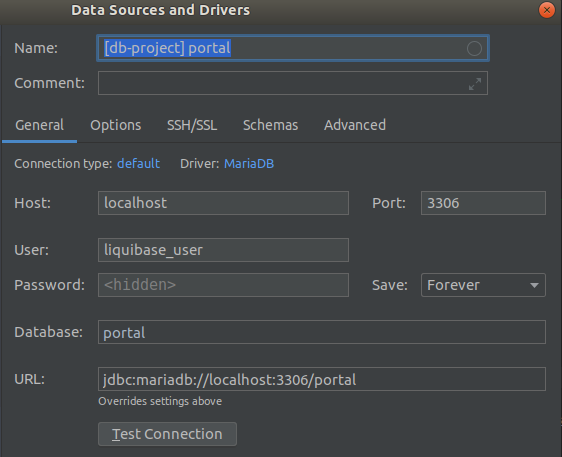 Data Sources and Drivers
Name: [db-project] portal
Comment:
General Options SSH/SSL Schemas Advanced
Connection type: default Driver: MariaDB
Host: localhost Port: 3306
User: liquibase_user
Password: <hidden> Save: Forever
Database: portal
URL: jdbc:mariadb://localhost:3306/portal
Overrides settings above
Test Connection